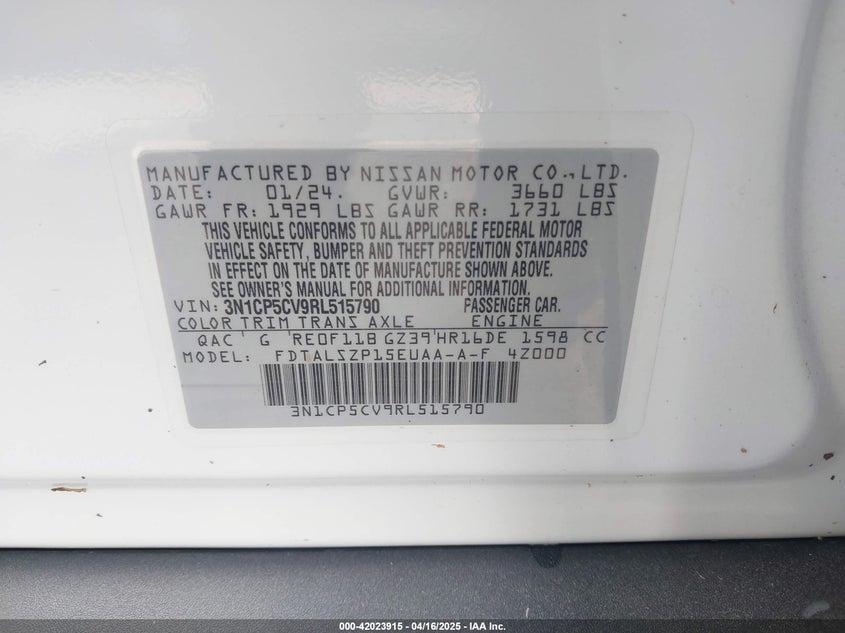 MANUFACTURED BY NISSAN MOTOR CO., LTD.
DATE: 01/24. GVWR: 3660 LBS
GAWR FR: 1929 LBS GAWR RR: 1731 LBS
THIS VEHICLE CONFORMS TO ALL APPLICABLE FEDERAL MOTOR
VEHICLE SAFETY, BUMPER AND THEFT PREVENTION STANDARDS
IN EFFECT ON THE DATE OF MANUFACTURE SHOWN ABOVE.
SEE OWNER'S MANUAL FOR ADDITIONAL INFORMATION.
VIN: 3N1CP5CV9RL515790 PASSENGER CAR.
COLOR TRIM TRANS AXLE ENGINE
QAC G RE0F11B GZ39 HR16DE 1598 CC
MODEL: FDTALSZP15EUAA-A-F 4Z000
3N1CP5CV9RL515790
000-42023915 - 04/16/2025 - IAA Inc.